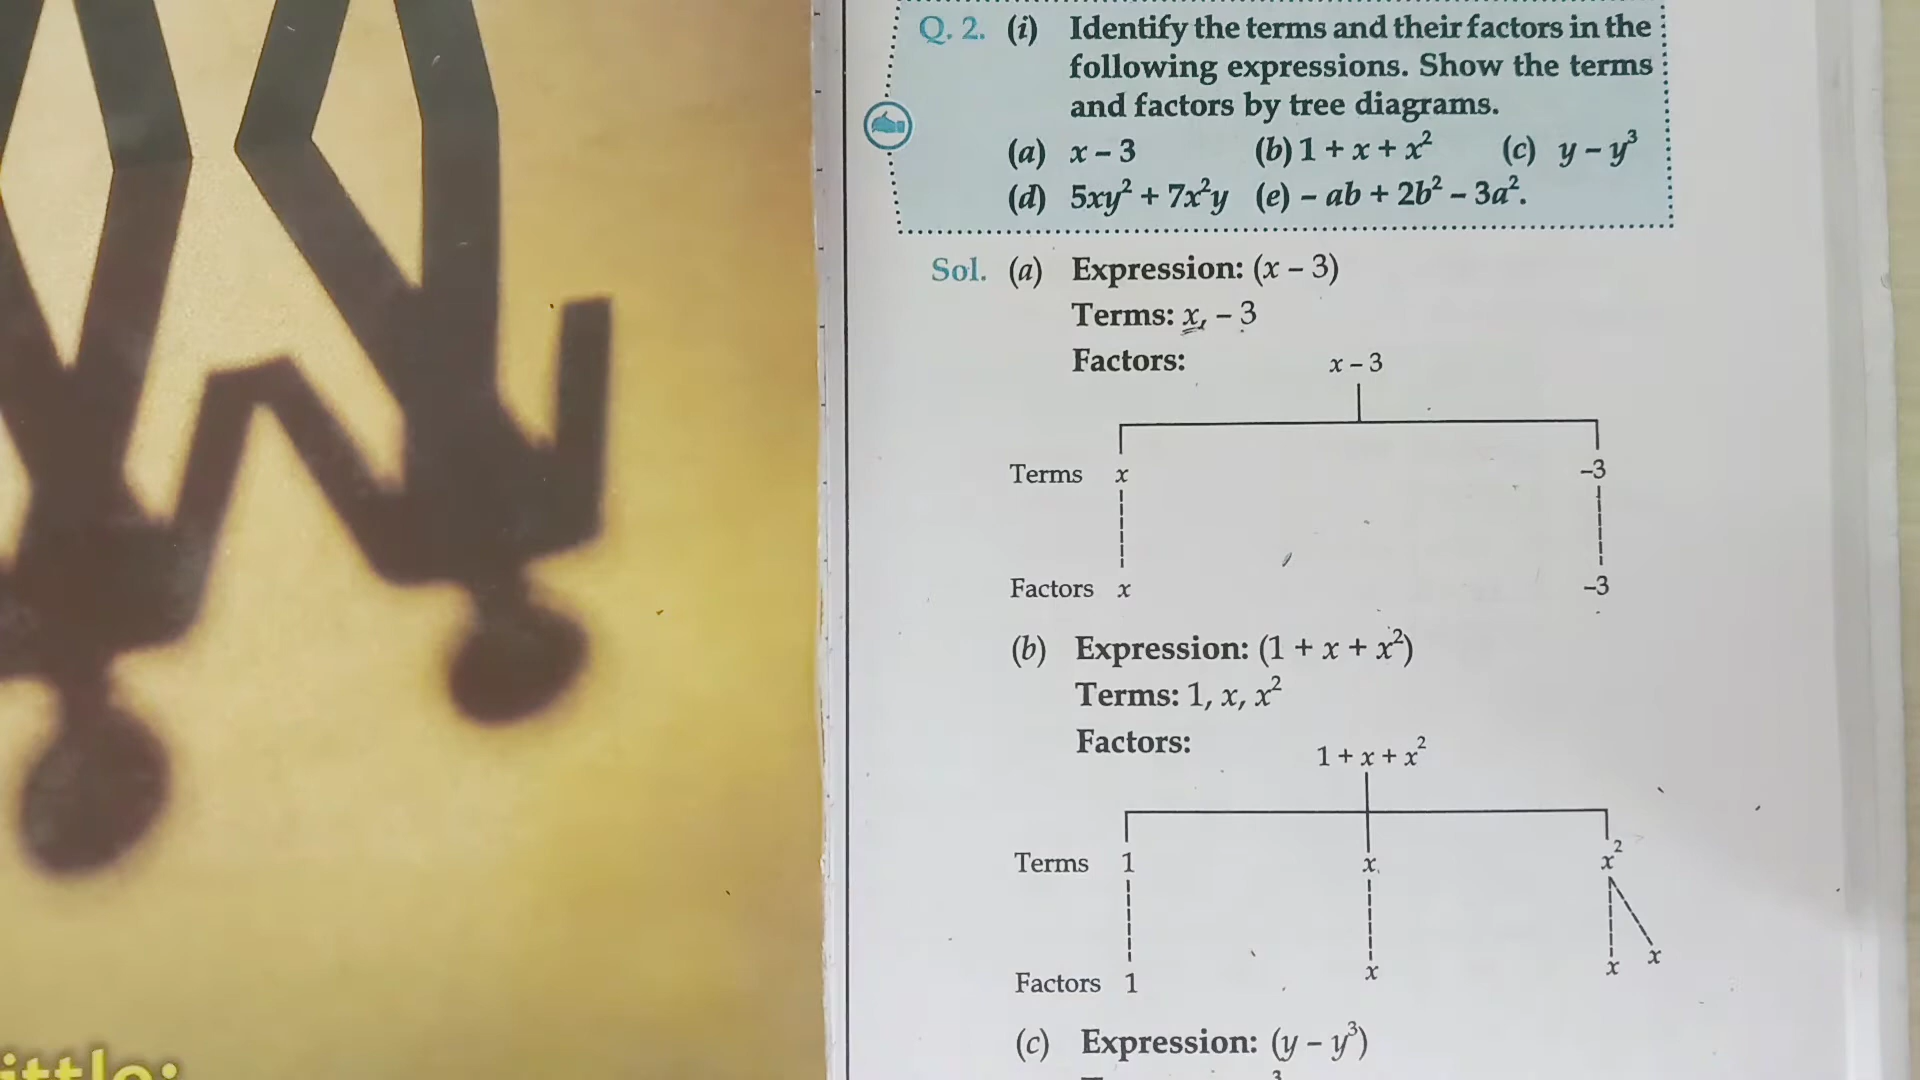 ittle:
Q. 2. (i) Identify the terms and their factors in the
following expressions. Show the terms
and factors by tree diagrams.
(a) x – 3 (b) 1 + x + x² (c) y – y³
(d) 5xy² + 7x²y (e) – ab + 2b² – 3a².
Sol. (a) Expression: (x – 3)
Terms: x, – 3
Factors:
x – 3
Terms x –3
Factors x –3
(b) Expression: (1 + x + x²)
Terms: 1, x, x²
Factors:
1 + x + x²
Terms 1 x x²
Factors 1 x x x
(c) Expression: (y – y³)